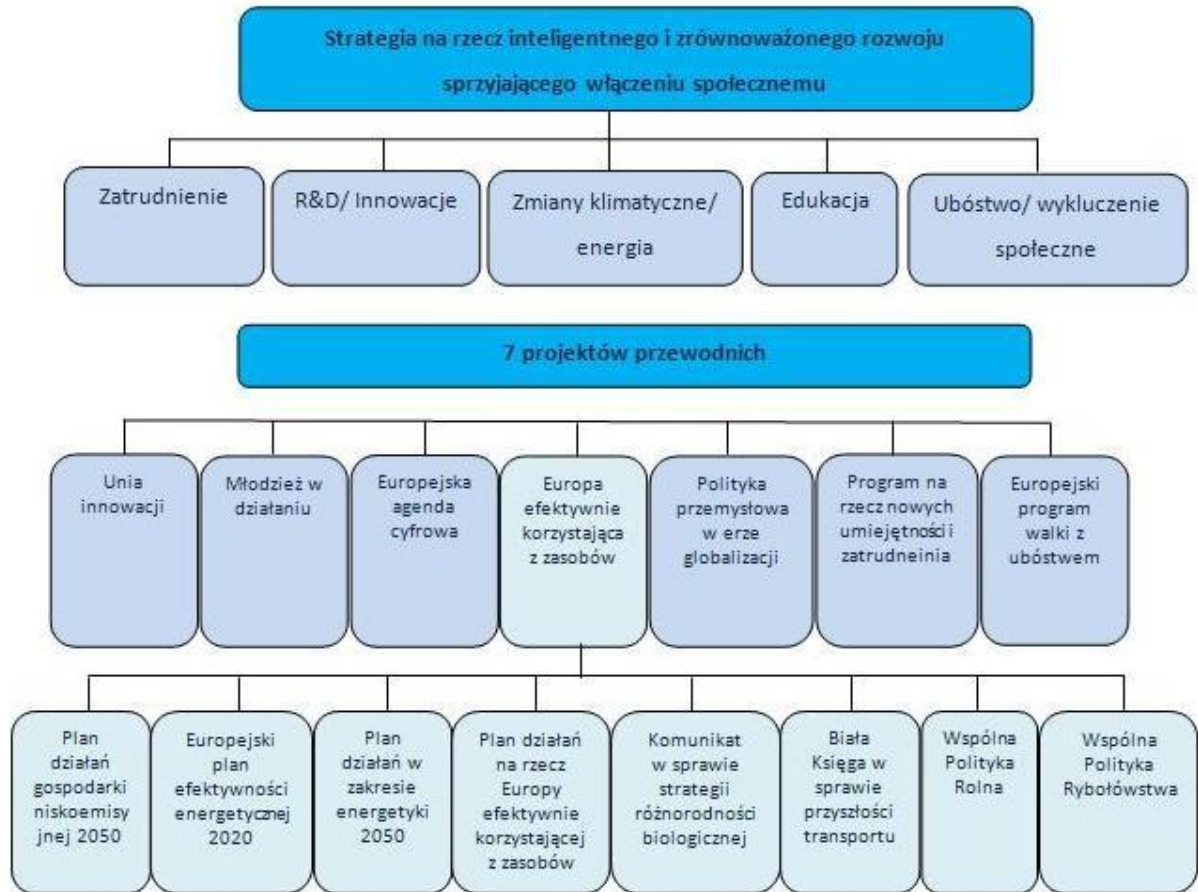 Strategia na rzecz inteligentnego i zrównoważonego rozwoju
sprzyjającego włączeniu społecznemu
Zatrudnienie
R&D/ Innowacje
Zmiany klimatyczne/
energia
Edukacja
Ubóstwo/ wykluczenie
społeczne
7 projektów przewodnich
Unia
innowacji
Młodzież w
działaniu
Europejska
agenda
cyfrowa
Europa
efektywnie
korzystająca
z zasobów
Polityka
przemysłowa
w erze
globalizacji
Program na
rzecz nowych
umiejętności i
zatrudneinia
Europejski
program
walki z
ubóstwem
Plan
działań
gospodarki
niskoemisy
jnej 2050
Europejski
plan
efektywności
energetycznej
2020
Plan
działań w
zakresie
energetyki
2050
Plan działań
na rzecz
Europy
efektywnie
korzystającej
z zasobów
Komunikat
w sprawie
strategii
różnorodności
biologicznej
Biała
Księga w
sprawie
przyszłości
transportu
Wspólna
Polityka
Rolna
Wspólna
Polityka
Rybołówstwa